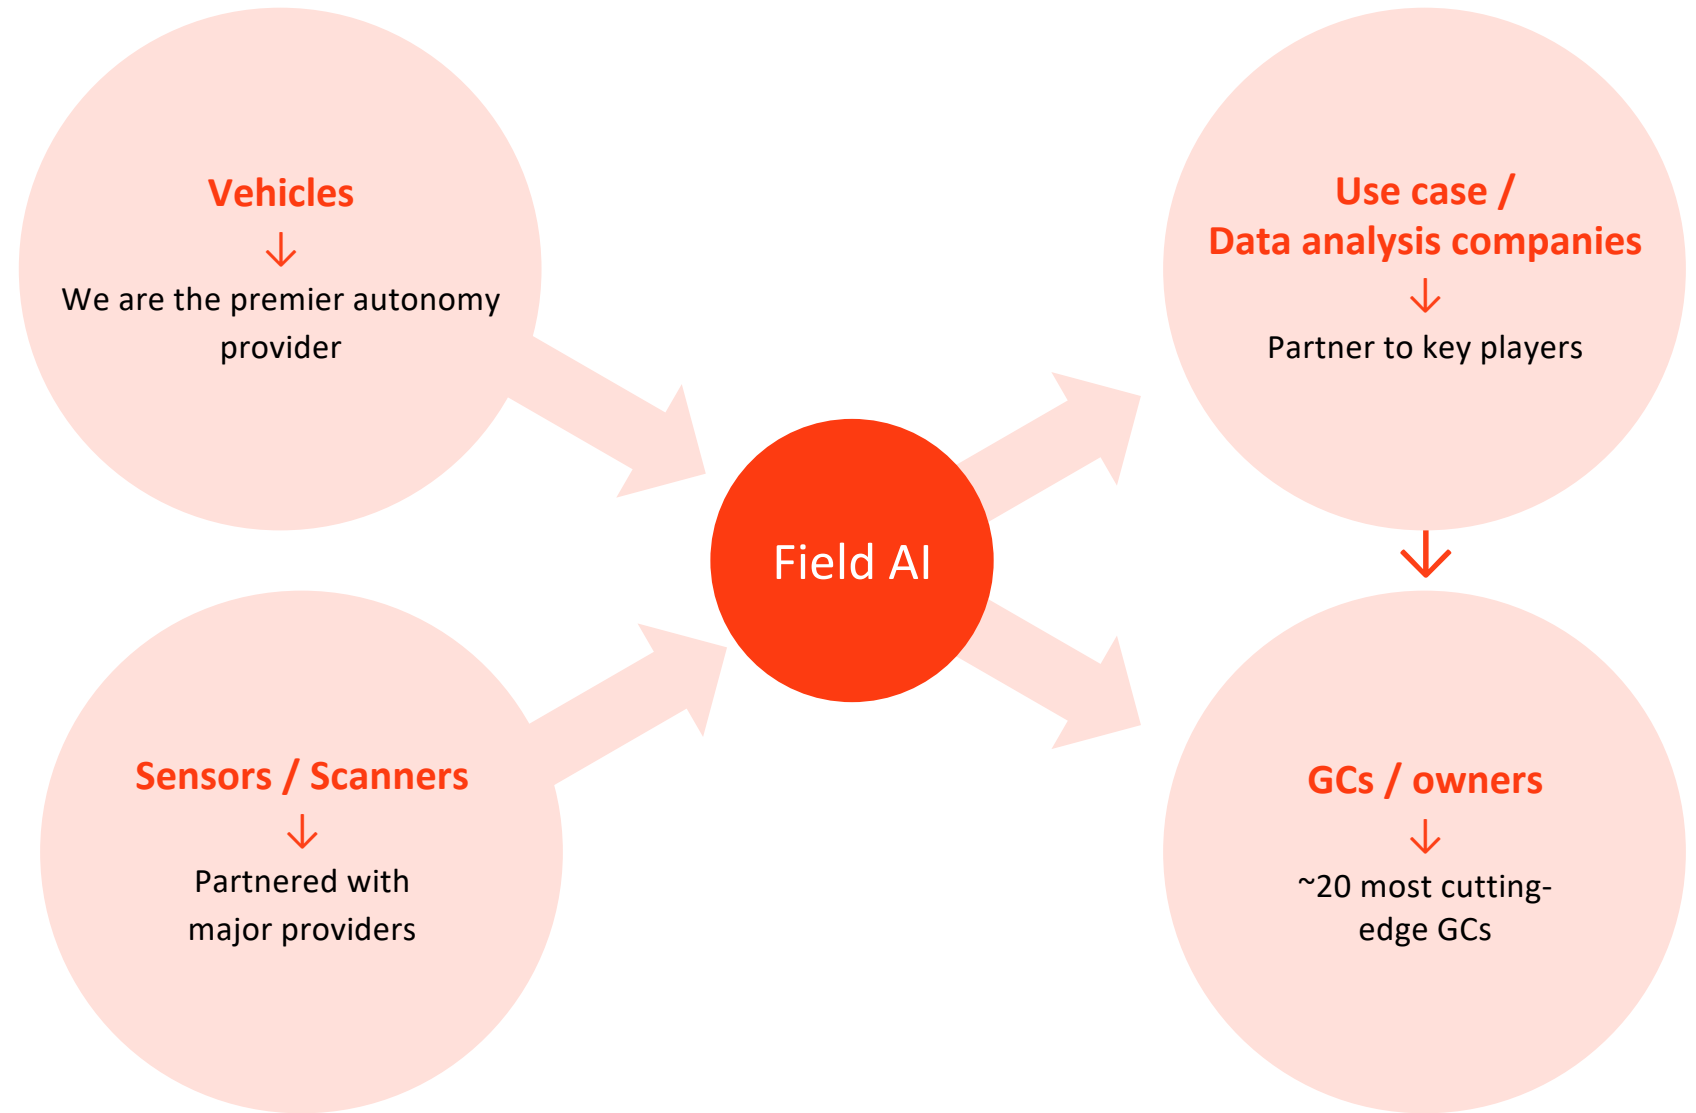 Vehicles
↓
We are the premier autonomy
provider
Sensors / Scanners
↓
Partnered with
major providers
Field AI
Use case /
Data analysis companies
↓
Partner to key players
↓
GCs / owners
↓
~20 most cutting-
edge GCs